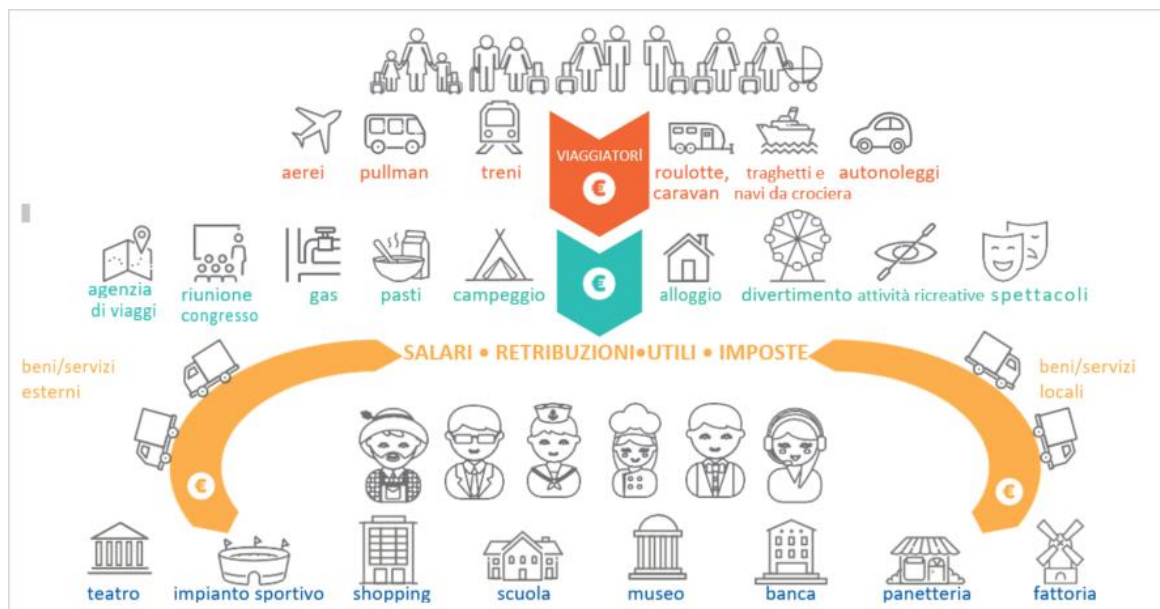 VIAGGIATORI
€
aerei
pullman
treni
roulotte,
caravan
traghetti e
navi da crociera
autonoleggi
€
agenzia
di viaggi
riunione
congresso
gas
pasti
campeggio
alloggio
divertimento
attività ricreative
spettacoli
SALARI • RETRIBUZIONI•UTILI • IMPOSTE
beni/servizi
esterni
beni/servizi
locali
€
€
teatro
impianto sportivo
shopping
scuola
museo
banca
panetteria
fattoria